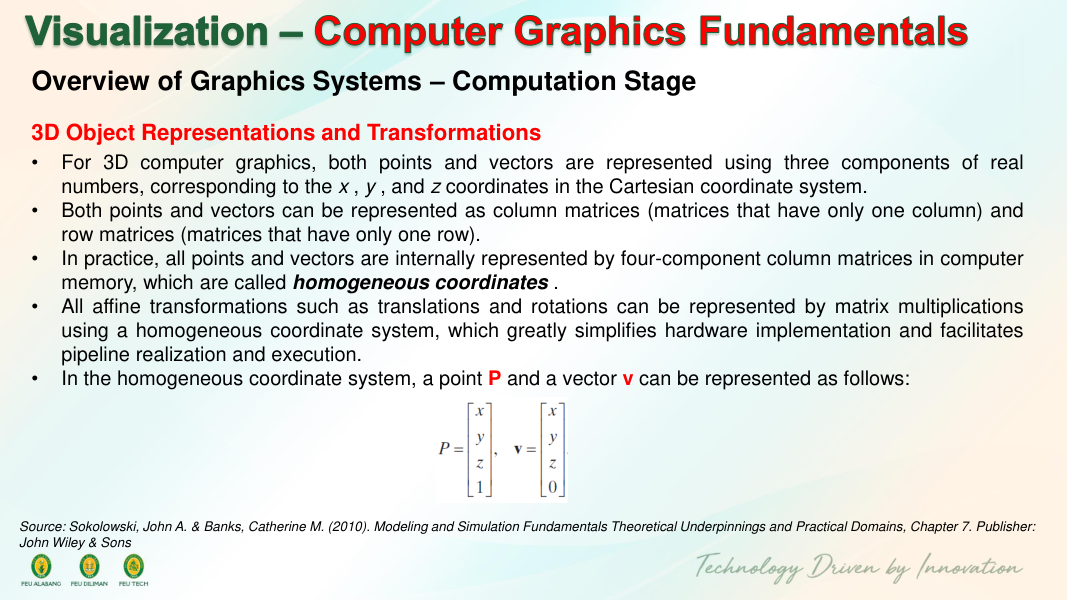 Visualization – Computer Graphics Fundamentals
Overview of Graphics Systems – Computation Stage
3D Object Representations and Transformations
• For 3D computer graphics, both points and vectors are represented using three components of real
numbers, corresponding to the x , y , and z coordinates in the Cartesian coordinate system.
• Both points and vectors can be represented as column matrices (matrices that have only one column) and
row matrices (matrices that have only one row).
• In practice, all points and vectors are internally represented by four-component column matrices in computer
memory, which are called homogeneous coordinates .
• All affine transformations such as translations and rotations can be represented by matrix multiplications
using a homogeneous coordinate system, which greatly simplifies hardware implementation and facilitates
pipeline realization and execution.
• In the homogeneous coordinate system, a point P and a vector v can be represented as follows:
P = [x y z 1], v = [x y z 0]
Source: Sokolowski, John A. & Banks, Catherine M. (2010). Modeling and Simulation Fundamentals Theoretical Underpinnings and Practical Domains, Chapter 7. Publisher:
John Wiley & Sons
FEU ALABANG FEU DILIMAN FEU TECH
Technology Driven by Innovation